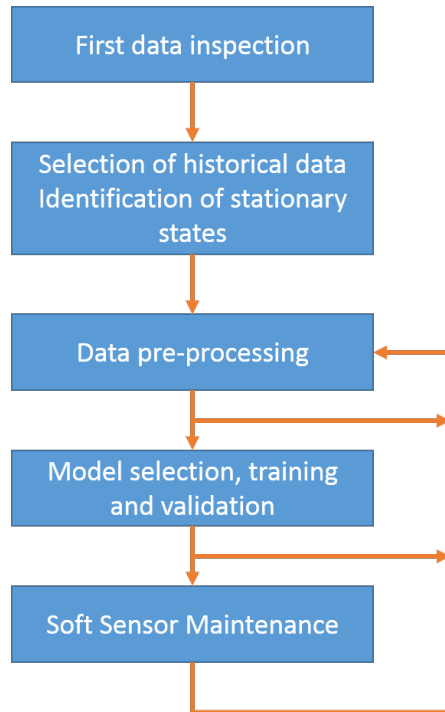 First data inspection
Selection of historical data
Identification of stationary
states
Data pre-processing
Model selection, training
and validation
Soft Sensor Maintenance